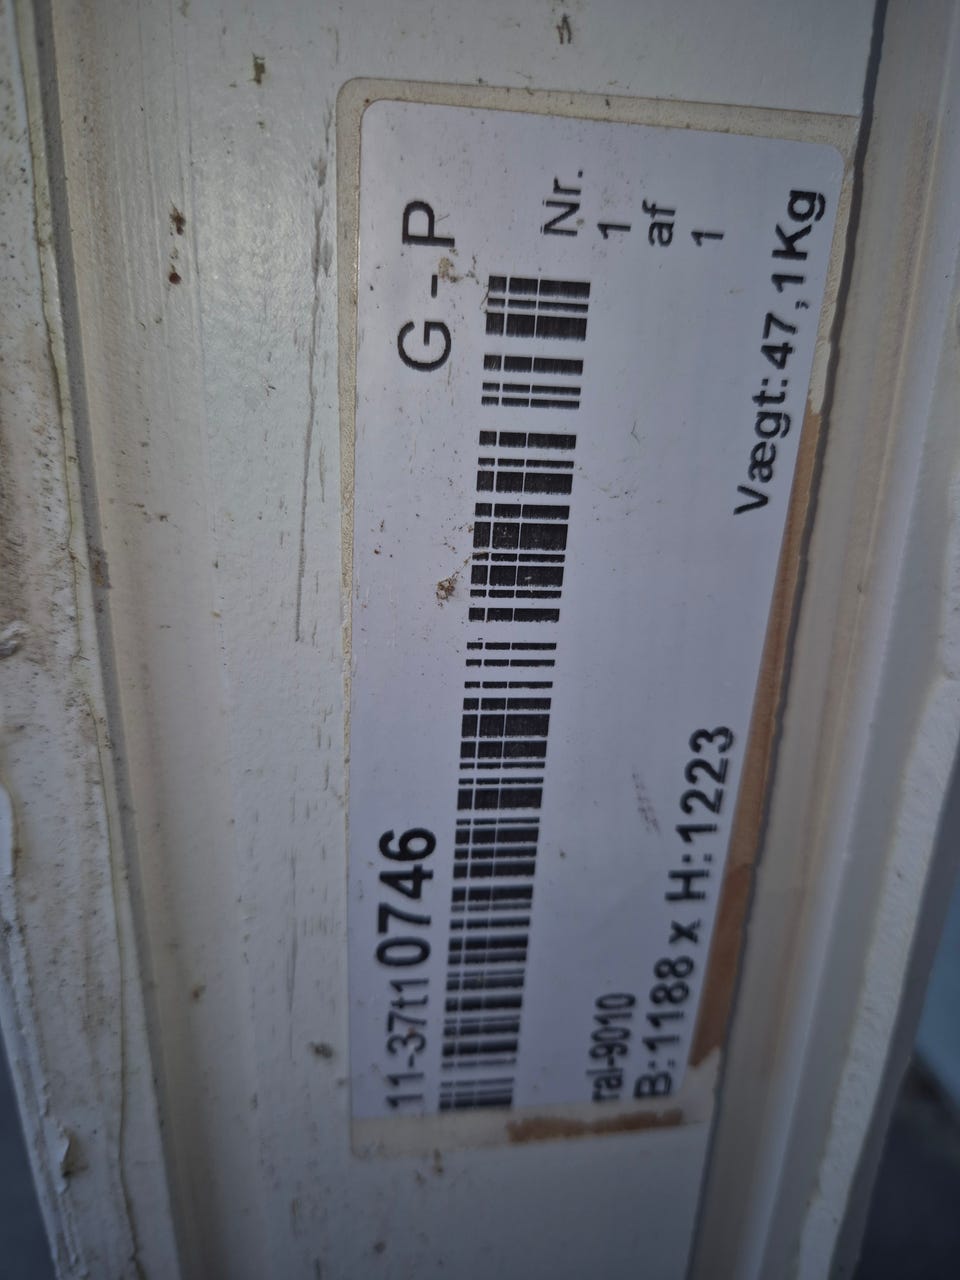 11-37t10746 G - P
Nr.
1
af
1
ral-9010
B:1188 x H:1223 Vægt: 47,1Kg